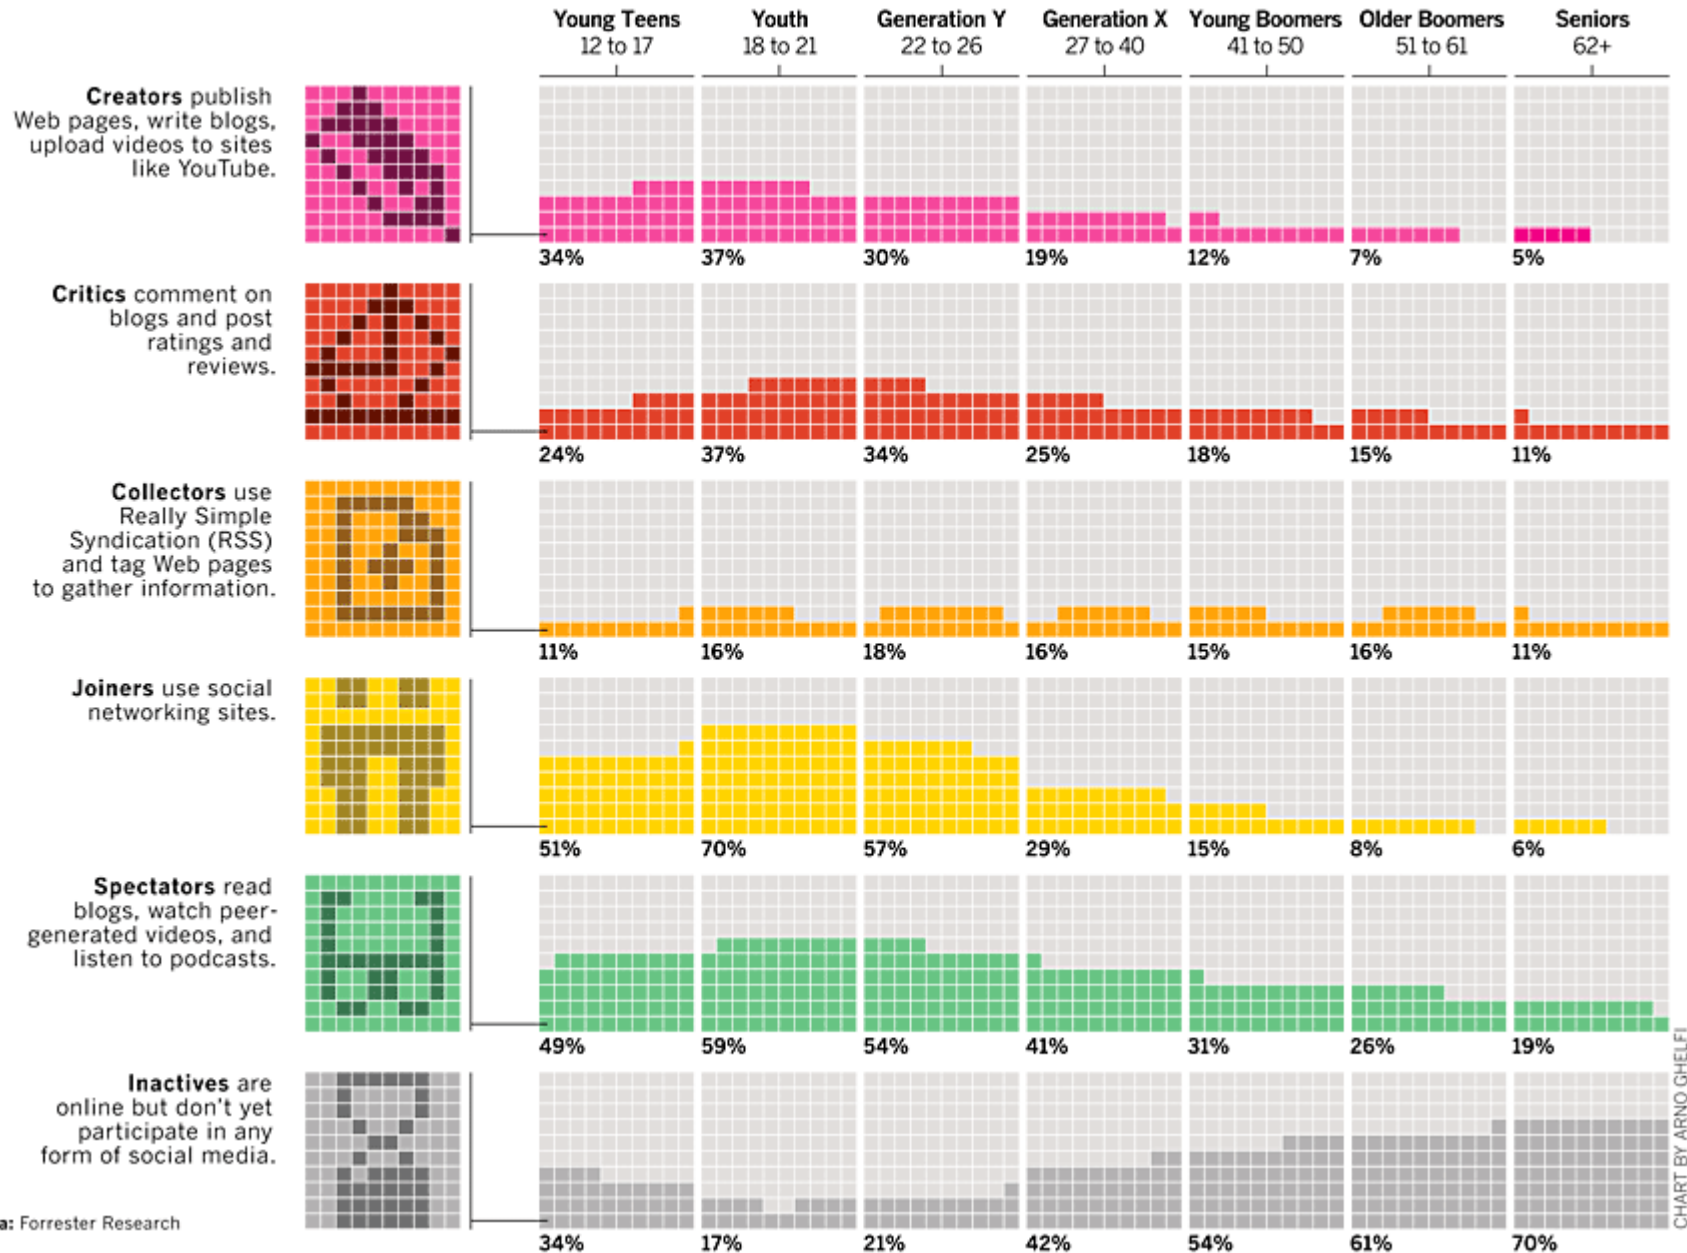 Young Teens Youth Generation Y Generation X Young Boomers Older Boomers Seniors
12 to 17 18 to 21 22 to 26 27 to 40 41 to 50 51 to 61 62+
Creators publish
Web pages, write blogs,
upload videos to sites
like YouTube.
34% 37% 30% 19% 12% 7% 5%
Critics comment on
blogs and post
ratings and
reviews.
24% 37% 34% 25% 18% 15% 11%
Collectors use
Really Simple
Syndication (RSS)
and tag Web pages
to gather information.
11% 16% 18% 16% 15% 16% 11%
Joiners use social
networking sites.
51% 70% 57% 29% 15% 8% 6%
Spectators read
blogs, watch peer-
generated videos, and
listen to podcasts.
49% 59% 54% 41% 31% 26% 19%
Inactives are
online but don't yet
participate in any
form of social media.
34% 17% 21% 42% 54% 61% 70%
a: Forrester Research
CHART BY ARNO GHELFI